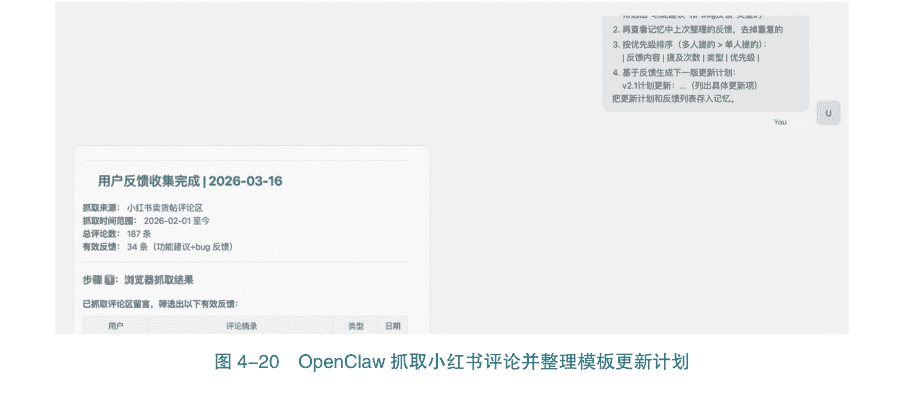 2. 再查看记忆中上次整理的反馈，去掉重复的
3. 按优先级排序（多人提的 > 单人提的）：
| 反馈内容 | 提及次数 | 类型 | 优先级 |
4. 基于反馈生成下一版更新计划：
v2.1计划更新：...（列出具体更新项）
把更新计划和反馈列表存入记忆。
You
U
用户反馈收集完成 | 2026-03-16
抓取来源： 小红书卖货帖评论区
抓取时间范围： 2026-02-01 至今
总评论数： 187 条
有效反馈： 34 条（功能建议+bug 反馈）
步骤1：浏览器抓取结果
已抓取评论区留言，筛选出以下有效反馈：
用户 评论摘录 类型 日期
图 4-20 OpenClaw 抓取小红书评论并整理模板更新计划